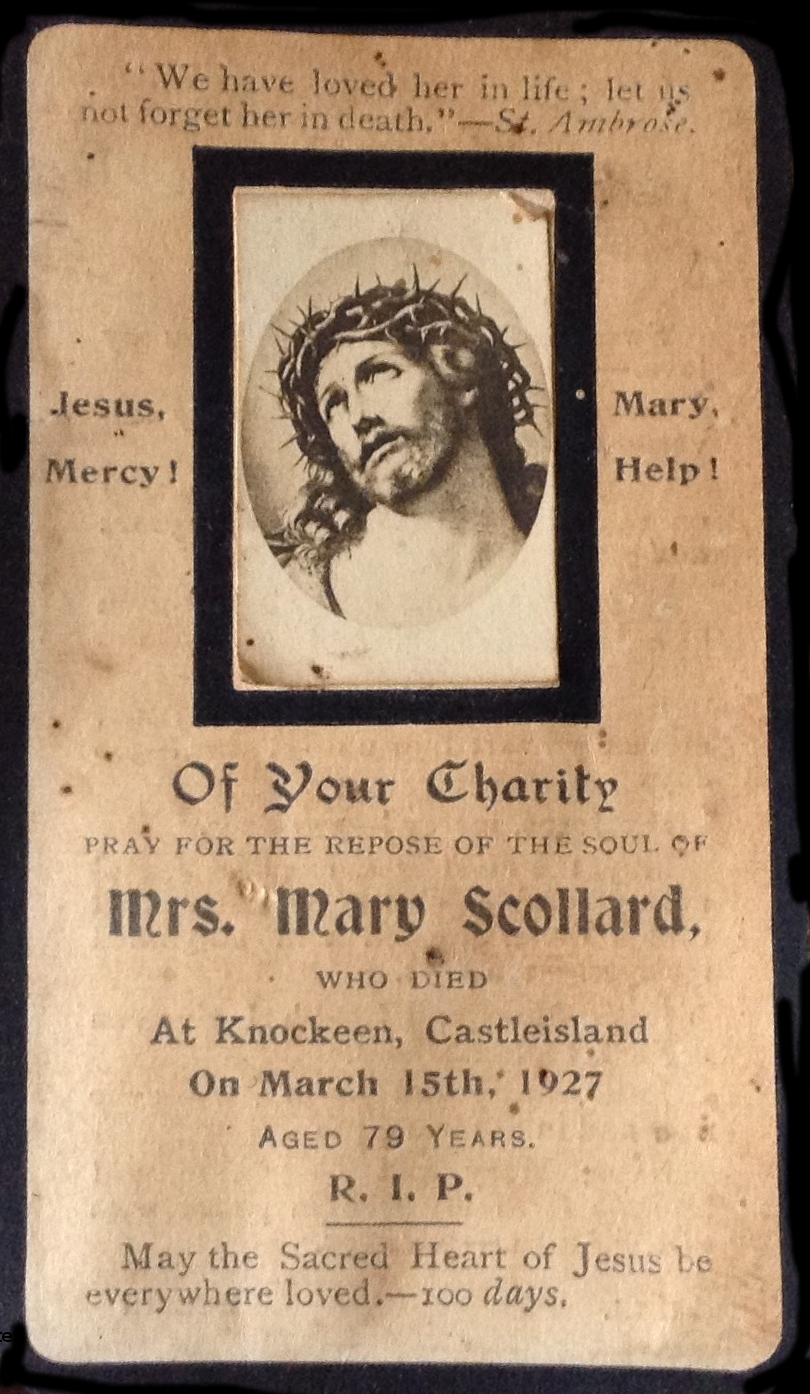 “We have loved her in life; let us
not forget her in death.”—St. Ambrose.
Jesus,
Mercy!
Mary,
Help!
Of Your Charity
PRAY FOR THE REPOSE OF THE SOUL OF
Mrs. Mary Scollard,
WHO DIED
At Knockeen, Castleisland
On March 15th, 1927
AGED 79 YEARS.
R. I. P.
May the Sacred Heart of Jesus be
everywhere loved.—100 days.